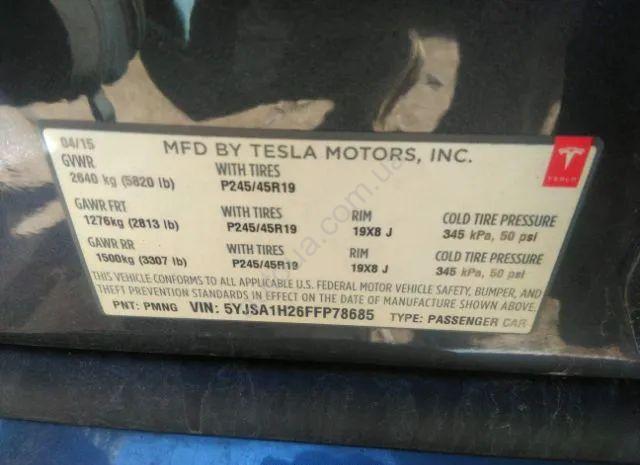 04/15 MFD BY TESLA MOTORS, INC.
GVWR WITH TIRES
2640 kg (5820 lb) P245/45R19
GAWR FRT WITH TIRES RIM COLD TIRE PRESSURE
1276kg (2813 lb) P245/45R19 19X8 J 345 kPa, 50 psi
GAWR RR WITH TIRES RIM COLD TIRE PRESSURE
1500kg (3307 lb) P245/45R19 19X8 J 345 kPa, 50 psi
THIS VEHICLE CONFORMS TO ALL APPLICABLE U.S. FEDERAL MOTOR VEHICLE SAFETY, BUMPER, AND
THEFT PREVENTION STANDARDS IN EFFECT ON THE DATE OF MANUFACTURE SHOWN ABOVE.
PNT: PMNG VIN: 5YJSA1H26FFP78685 TYPE: PASSENGER CAR
TESLA